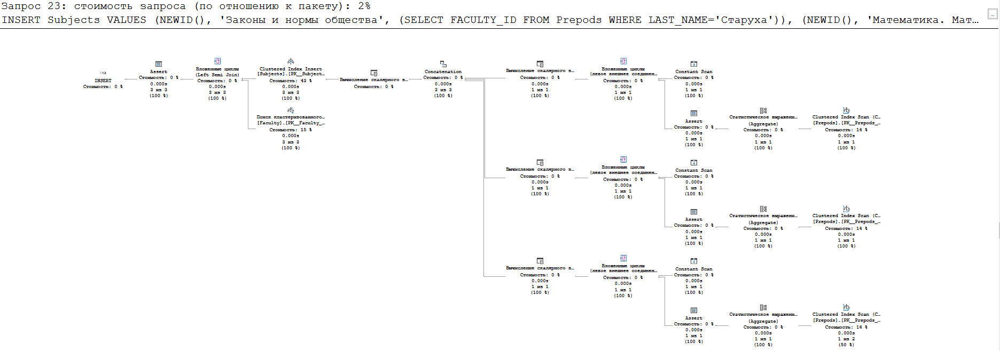 Запрос 23: стоимость запроса (по отношению к пакету): 2%
INSERT Subjects VALUES (NEWID(), 'Законы и нормы общества', (SELECT FACULTY_ID FROM Prepods WHERE LAST_NAME='Старуха')), (NEWID(), 'Математика. Мат…
TSQL
INSERT
Стоимость: 0 %
Assert
Стоимость: 0 %
0.000s
3 из 3
(100 %)
Вложенные циклы
(Left Semi Join)
Стоимость: 0 %
0.000s
3 из 3
(100 %)
Clustered Index Insert
[Subjects].[PK__Subject…
Стоимость: 43 %
0.000s
3 из 3
(100 %)
Вычисление скалярного з…
Стоимость: 0 %
Concatenation
Стоимость: 0 %
0.000s
3 из 3
(100 %)
Вычисление скалярного з…
Стоимость: 0 %
0.000s
1 из 1
(100 %)
Вложенные циклы
(левое внешнее соединен…
Стоимость: 0 %
0.000s
1 из 1
(100 %)
Constant Scan
Стоимость: 0 %
0.000s
1 из 1
(100 %)
Поиск кластеризованного…
[Faculty].[PK__Faculty_…
Стоимость: 15 %
0.000s
3 из 3
(100 %)
Assert
Стоимость: 0 %
0.000s
1 из 1
(100 %)
Статистическое выражени…
(Aggregate)
Стоимость: 0 %
0.000s
1 из 1
(100 %)
Clustered Index Scan (C…
[Prepods].[PK__Prepods_…
Стоимость: 14 %
0.000s
1 из 1
(100 %)
Вычисление скалярного з…
Стоимость: 0 %
0.000s
1 из 1
(100 %)
Вложенные циклы
(левое внешнее соединен…
Стоимость: 0 %
0.000s
1 из 1
(100 %)
Constant Scan
Стоимость: 0 %
0.000s
1 из 1
(100 %)
Assert
Стоимость: 0 %
0.000s
1 из 1
(100 %)
Статистическое выражени…
(Aggregate)
Стоимость: 0 %
0.000s
1 из 1
(100 %)
Clustered Index Scan (C…
[Prepods].[PK__Prepods_…
Стоимость: 14 %
0.000s
1 из 1
(100 %)
Вычисление скалярного з…
Стоимость: 0 %
0.000s
1 из 1
(100 %)
Вложенные циклы
(левое внешнее соединен…
Стоимость: 0 %
0.000s
1 из 1
(100 %)
Constant Scan
Стоимость: 0 %
0.000s
1 из 1
(100 %)
Assert
Стоимость: 0 %
0.000s
1 из 1
(100 %)
Статистическое выражени…
(Aggregate)
Стоимость: 0 %
0.000s
1 из 1
(100 %)
Clustered Index Scan (C…
[Prepods].[PK__Prepods_…
Стоимость: 14 %
0.000s
1 из 2
(50 %)